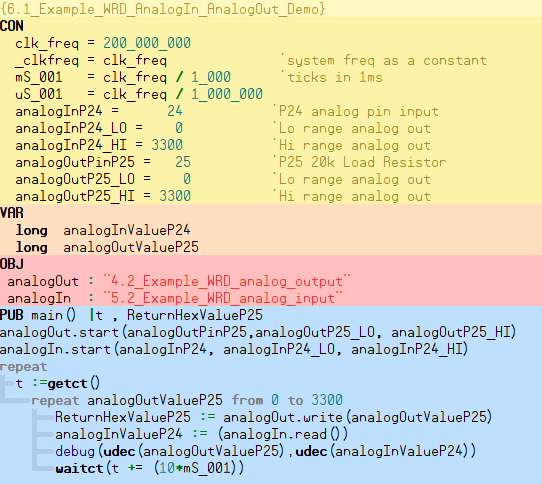 {6.1_Example_WRD_AnalogIn_AnalogOut_Demo}
CON
clk_freq = 200_000_000
_clkfreq = clk_freq 'system freq as a constant
mS_001 = clk_freq / 1_000 'ticks in 1ms
uS_001 = clk_freq / 1_000_000
analogInP24 = 24 'P24 analog pin input
analogInP24_LO = 0 'Lo range analog out
analogInP24_HI = 3300 'Hi range analog out
analogOutPinP25 = 25 'P25 20k Load Resistor
analogOutP25_LO = 0 'Lo range analog out
analogOutP25_HI = 3300 'Hi range analog out
VAR
long analogInValueP24
long analogOutValueP25
OBJ
analogOut : "4.2_Example_WRD_analog_output"
analogIn : "5.2_Example_WRD_analog_input"
PUB main() |t , ReturnHexValueP25
analogOut.start(analogOutPinP25,analogOutP25_LO, analogOutP25_HI)
analogIn.start(analogInP24, analogInP24_LO, analogInP24_HI)
repeat
t :=getct()
repeat analogOutValueP25 from 0 to 3300
ReturnHexValueP25 := analogOut.write(analogOutValueP25)
analogInValueP24 := (analogIn.read())
debug(udec(analogOutValueP25),udec(analogInValueP24))
waitct(t += (10*mS_001))